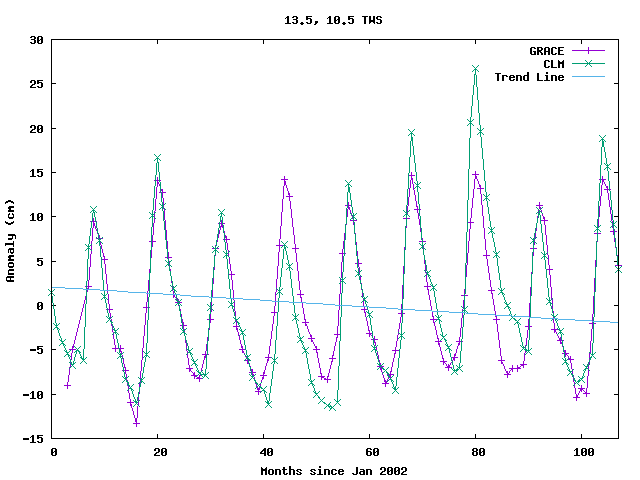 13.5, 10.5 TWS
GRACE
CLM
Trend Line
30
25
20
15
10
5
0
-5
-10
-15
Anomaly (cm)
0 20 40 60 80 100
Months since Jan 2002